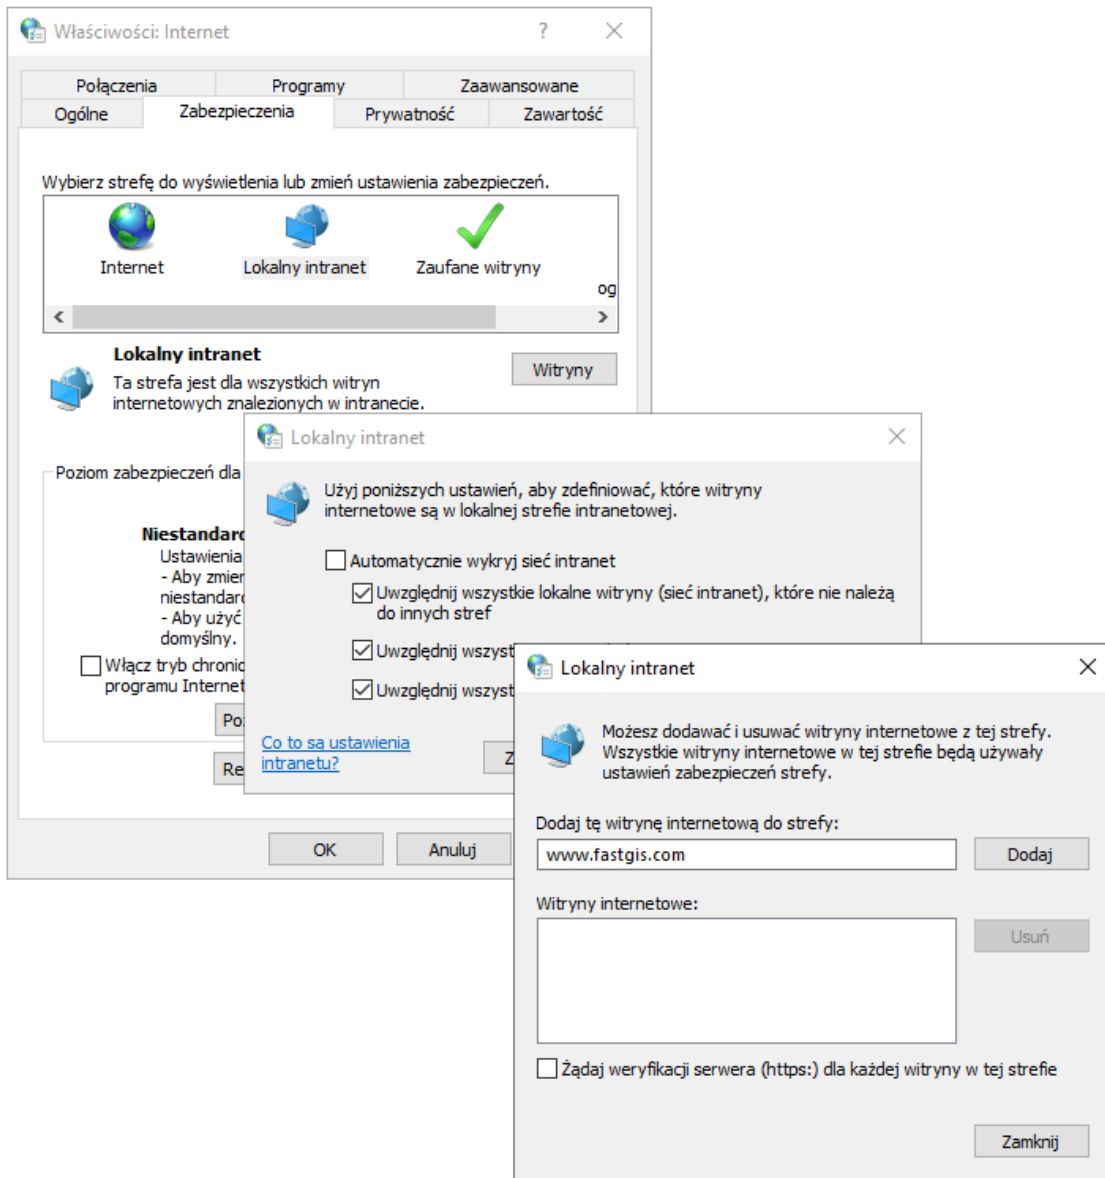 Właściwości: Internet
?
Połączenia Programy Zaawansowane
Ogólne Zabezpieczenia Prywatność Zawartość
Wybierz strefę do wyświetlenia lub zmień ustawienia zabezpieczeń.
Internet Lokalny intranet Zaufane witryny
og
Lokalny intranet
Ta strefa jest dla wszystkich witryn
internetowych znalezionych w intranecie.
Witryny
Poziom zabezpieczeń dla
Niestandard
Ustawienia
- Aby zmien
niestandard
- Aby użyć
domyślny.
Włącz tryb chronio
programu Internet
Poz
Re
OK Anuluj
Lokalny intranet
Użyj poniższych ustawień, aby zdefiniować, które witryny
internetowe są w lokalnej strefie intranetowej.
Automatycznie wykryj sieć intranet
Uwzględnij wszystkie lokalne witryny (sieć intranet), które nie należą
do innych stref
Uwzględnij wszyst
Uwzględnij wszyst
Co to są ustawienia
intranetu?
Z
Lokalny intranet
Możesz dodawać i usuwać witryny internetowe z tej strefy.
Wszystkie witryny internetowe w tej strefie będą używały
ustawień zabezpieczeń strefy.
Dodaj tę witrynę internetową do strefy:
www.fastgis.com
Dodaj
Witryny internetowe:
Usuń
Żądaj weryfikacji serwera (https:) dla każdej witryny w tej strefie
Zamknij